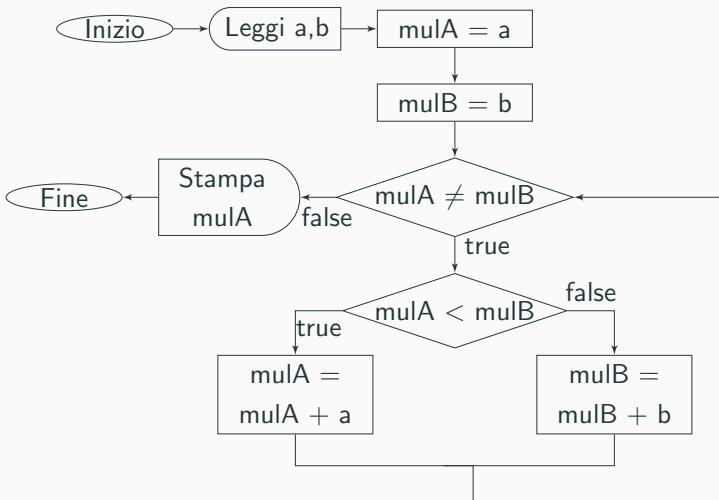 Inizio
Leggi a,b
mulA = a
mulB = b
mulA ≠ mulB
false
Stampa
mulA
Fine
true
mulA < mulB
true
false
mulA =
mulA + a
mulB =
mulB + b